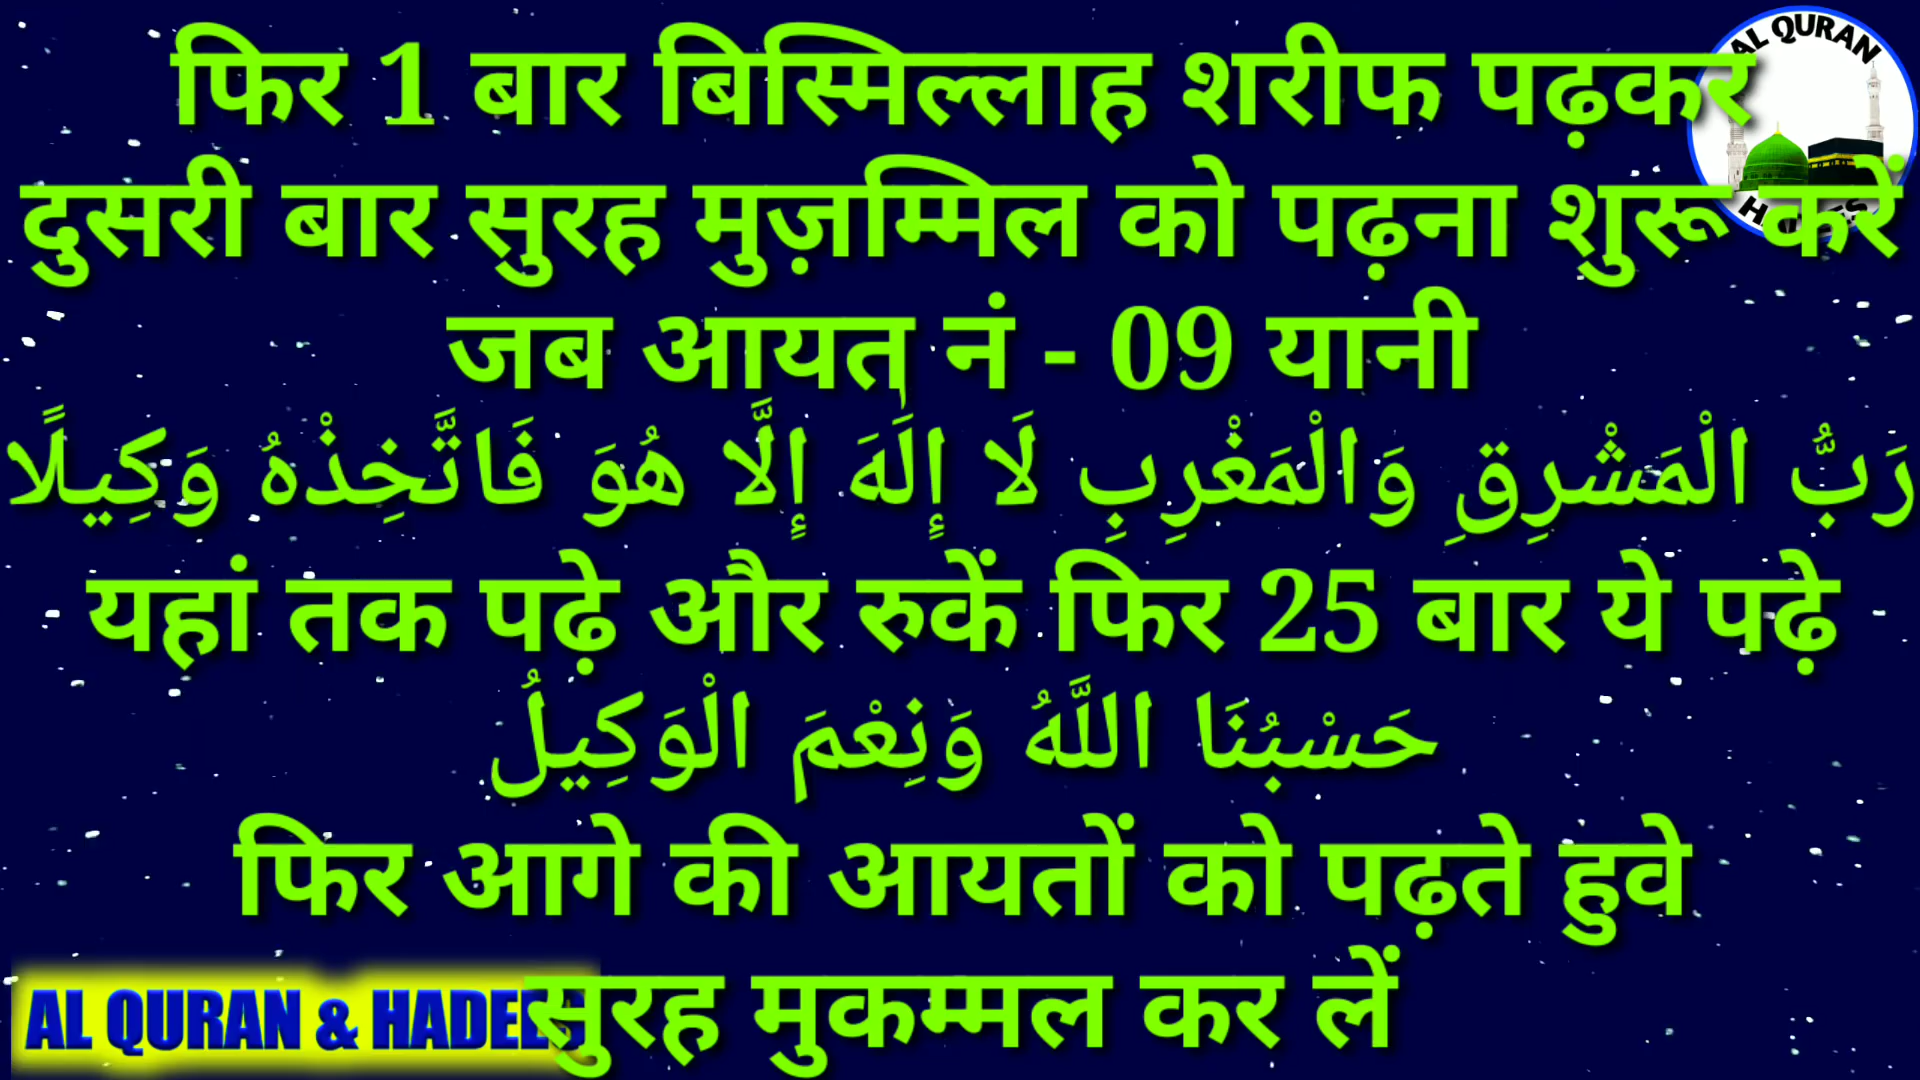 फिर 1 बार बिस्मिल्लाह शरीफ पढ़कर
दुसरी बार सुरह मुज़म्मिल को पढ़ना शुरू करें
जब आयत नं - 09 यानी
رَبُّ الْمَشْرِقِ وَالْمَغْرِبِ لَا إِلَٰهَ إِلَّا هُوَ فَاتَّخِذْهُ وَكِيلًا
यहां तक पढ़े और रुकें फिर 25 बार ये पढ़े
حَسْبُنَا اللَّهُ وَنِعْمَ الْوَكِيلُ
फिर आगे की आयतों को पढ़ते हुवे
सुरह मुकम्मल कर लें
AL QURAN
AL QURAN &